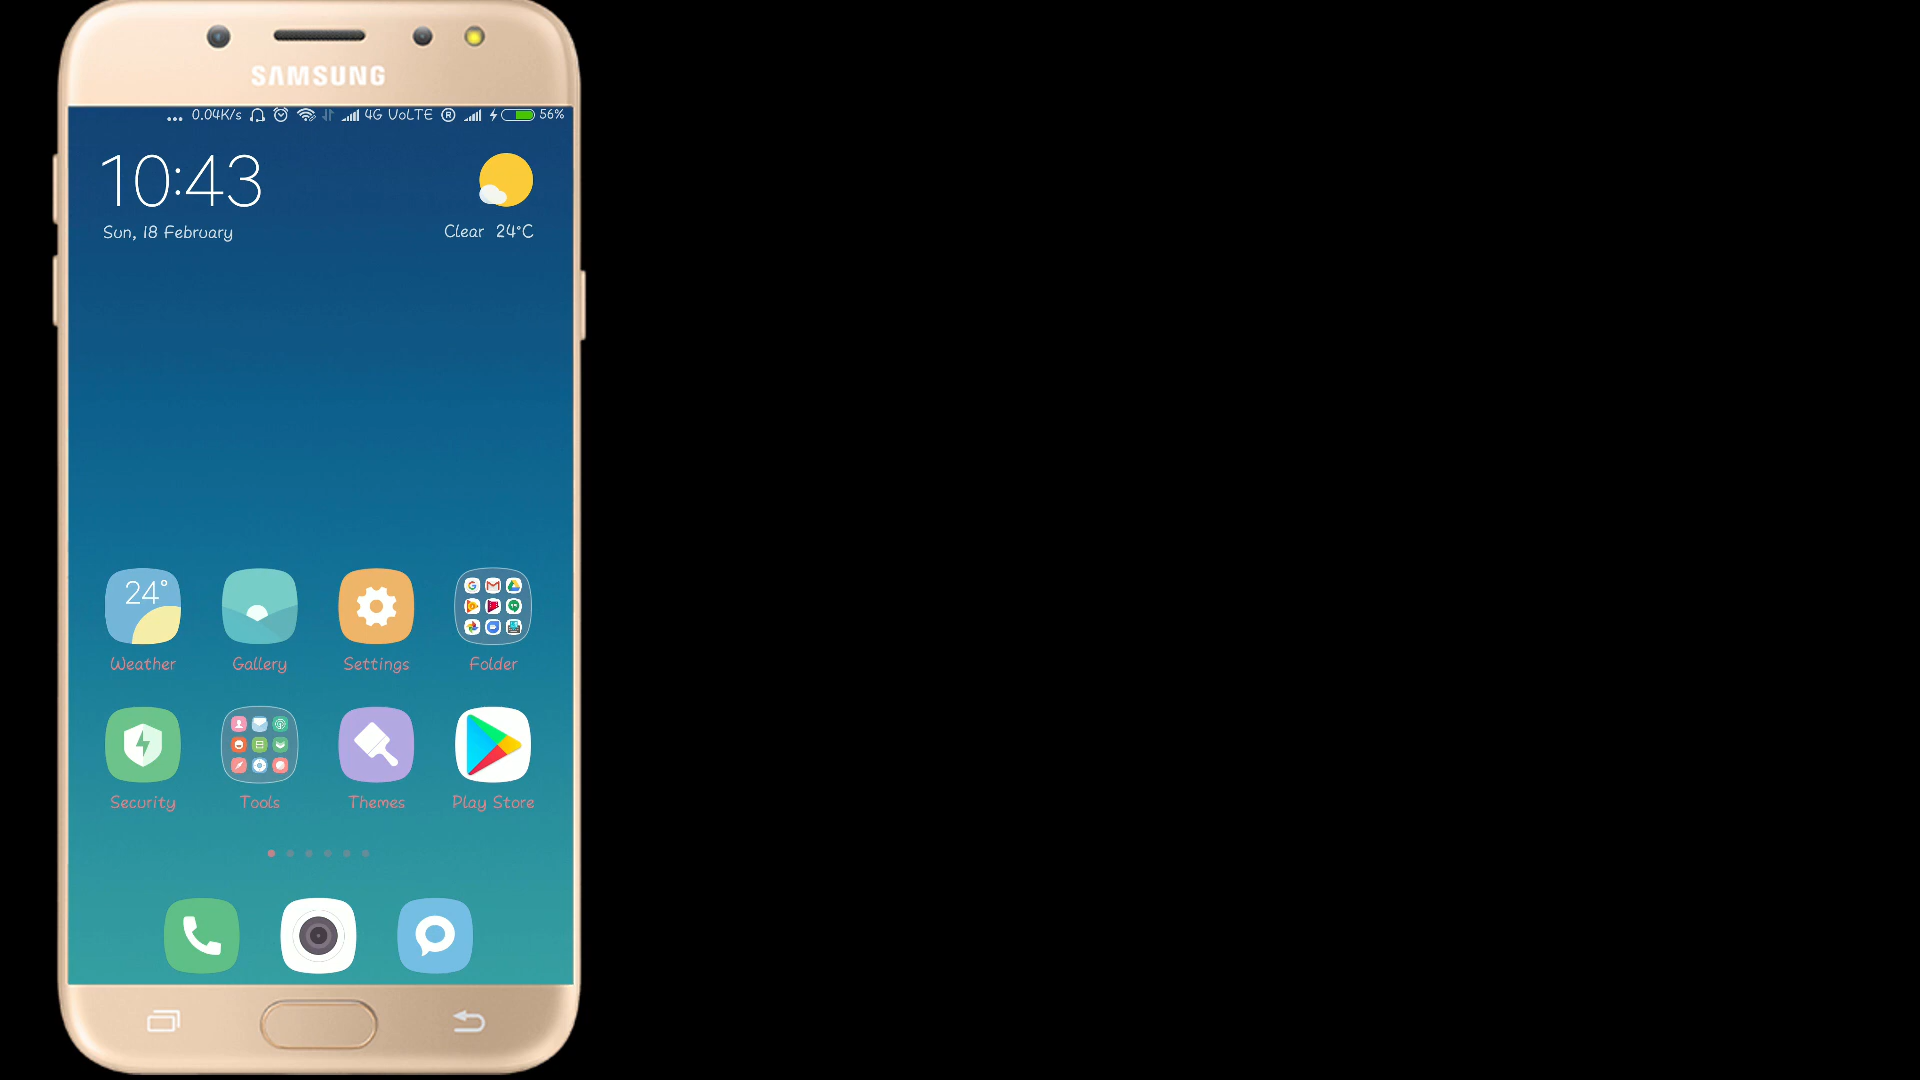 SAMSUNG
... 0.04K/s 4G VoLTE R 56%
10:43
Sun, 18 February
Clear 24°C
24°
Weather Gallery Settings Folder
Security Tools Themes Play Store